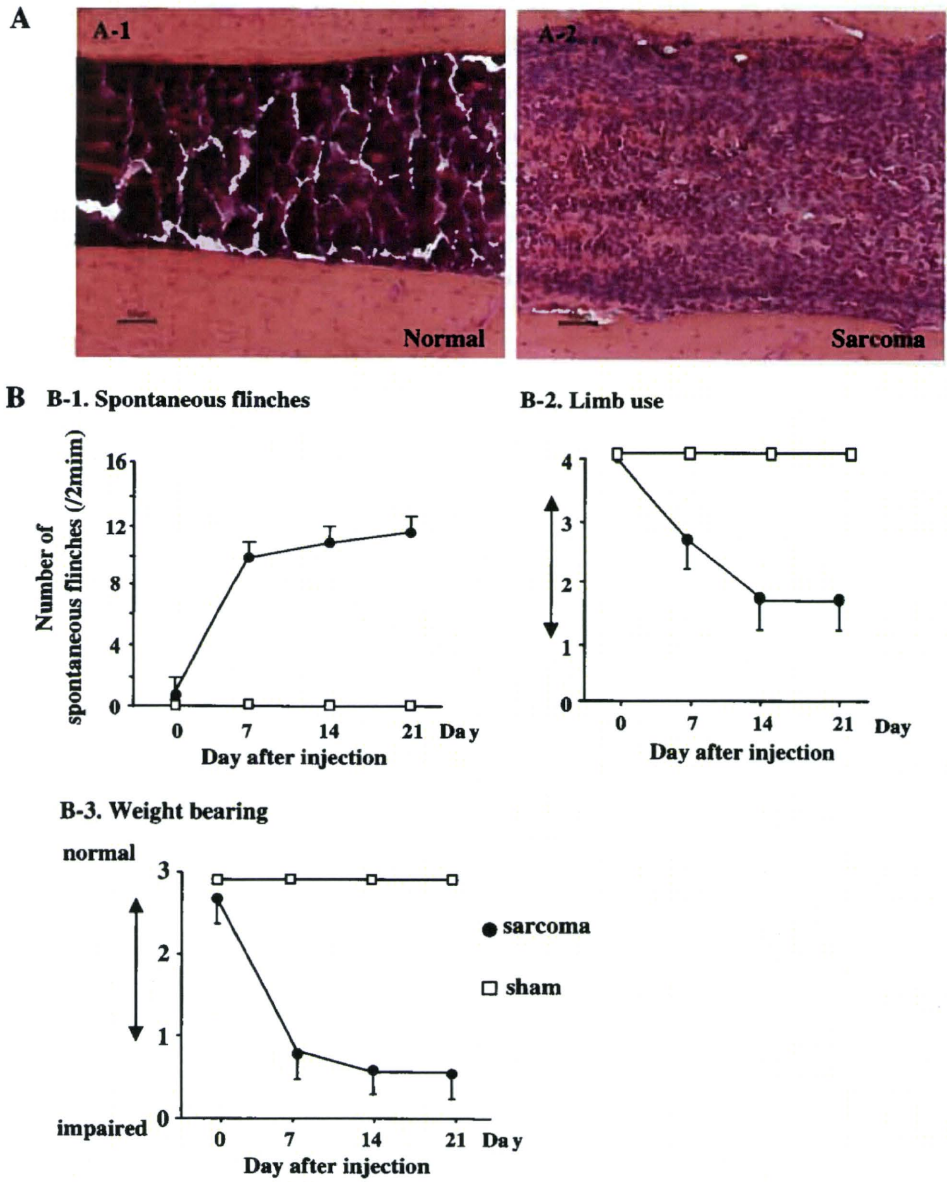 A
A-1
A-2
Normal
Sarcoma
B
B-1. Spontaneous flinches
Number of
spontaneous flinches (/2mim)
16
12
8
4
0
0 7 14 21 Day
Day after injection
B-2. Limb use
4
3
2
1
0
0 7 14 21 Day
Day after injection
B-3. Weight bearing
normal
3
2
1
0
impaired
0 7 14 21 Day
Day after injection
sarcoma
sham